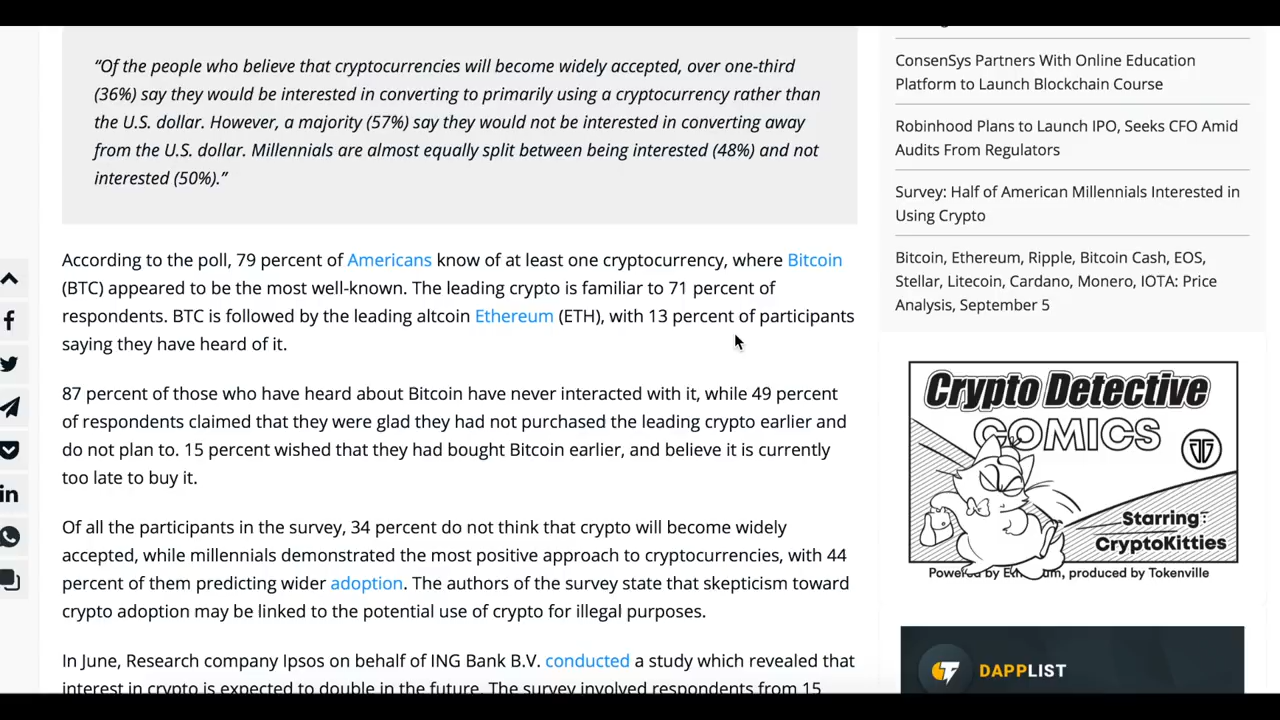 “Of the people who believe that cryptocurrencies will become widely accepted, over one-third
(36%) say they would be interested in converting to primarily using a cryptocurrency rather than
the U.S. dollar. However, a majority (57%) say they would not be interested in converting away
from the U.S. dollar. Millennials are almost equally split between being interested (48%) and not
interested (50%).”
According to the poll, 79 percent of Americans know of at least one cryptocurrency, where Bitcoin
(BTC) appeared to be the most well-known. The leading crypto is familiar to 71 percent of
respondents. BTC is followed by the leading altcoin Ethereum (ETH), with 13 percent of participants
saying they have heard of it.
87 percent of those who have heard about Bitcoin have never interacted with it, while 49 percent
of respondents claimed that they were glad they had not purchased the leading crypto earlier and
do not plan to. 15 percent wished that they had bought Bitcoin earlier, and believe it is currently
too late to buy it.
Of all the participants in the survey, 34 percent do not think that crypto will become widely
accepted, while millennials demonstrated the most positive approach to cryptocurrencies, with 44
percent of them predicting wider adoption. The authors of the survey state that skepticism toward
crypto adoption may be linked to the potential use of crypto for illegal purposes.
In June, Research company Ipsos on behalf of ING Bank B.V. conducted a study which revealed that
interest in crypto is expected to double in the future. The survey involved respondents from 15
ConsenSys Partners With Online Education
Platform to Launch Blockchain Course
Robinhood Plans to Launch IPO, Seeks CFO Amid
Audits From Regulators
Survey: Half of American Millennials Interested in
Using Crypto
Bitcoin, Ethereum, Ripple, Bitcoin Cash, EOS,
Stellar, Litecoin, Cardano, Monero, IOTA: Price
Analysis, September 5
Crypto Detective
COMICS
Starring:
CryptoKitties
by produced by Tokenville
DAPPLIST